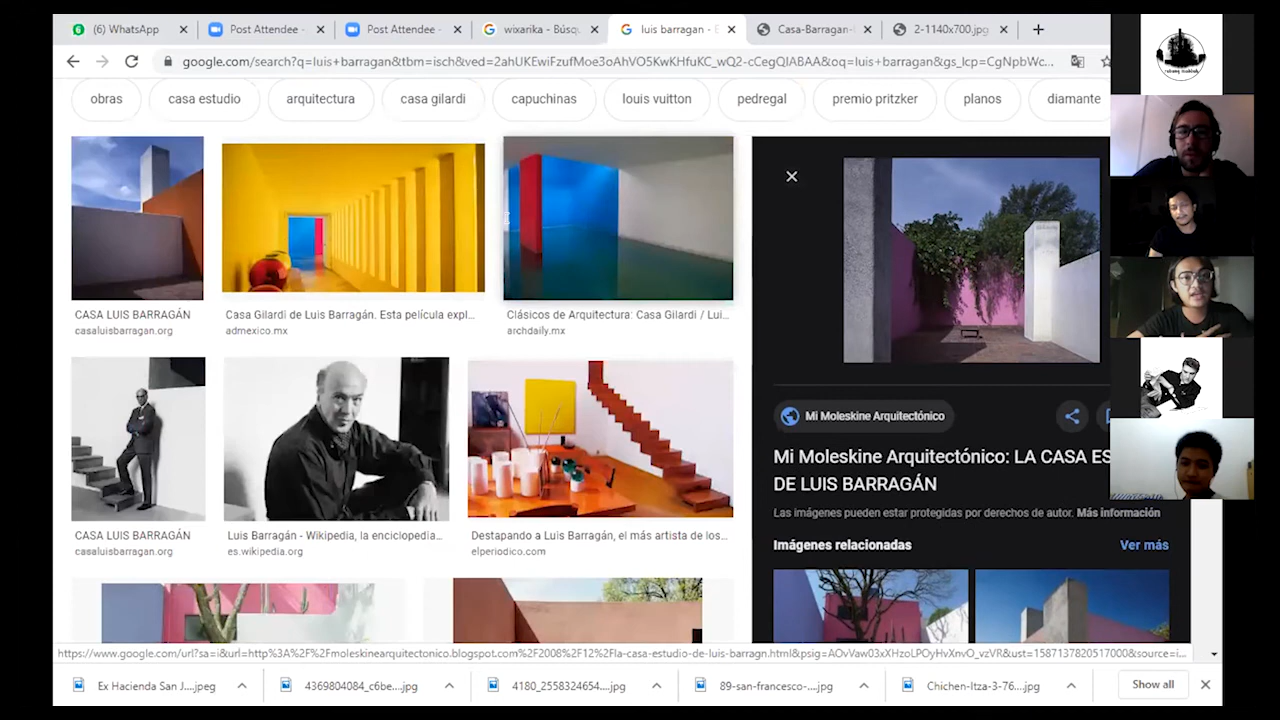 (6) WhatsApp
Post Attendee -
Post Attendee -
wixarika - Búsqu
luis barragan - B
Casa-Barragan-
2-1140x700.jpg
google.com/search?q=luis+barragan&tbm=isch&ved=2ahUKEwiFzufMoe3oAhVO5KwKHfuKC_wQ2-cCegQIABAA&oq=luis+barragan&gs_lcp=CgNpbWc...
obras
casa estudio
arquitectura
casa gilardi
capuchinas
louis vuitton
pedregal
premio pritzker
planos
diamante
CASA LUIS BARRAGÁN
casaluisbarragan.org
Casa Gilardi de Luis Barragán. Esta película expl...
admexico.mx
Clásicos de Arquitectura: Casa Gilardi / Lui...
archdaily.mx
CASA LUIS BARRAGÁN
casaluisbarragan.org
Luis Barragán - Wikipedia, la enciclopedia...
es.wikipedia.org
Destapando a Luis Barragán, el más artista de los...
elperiodico.com
Mi Moleskine Arquitectónico
Mi Moleskine Arquitectónico: LA CASA ES
DE LUIS BARRAGÁN
Las imágenes pueden estar protegidas por derechos de autor. Más información
Imágenes relacionadas
Ver más
https://www.google.com/url?sa=i&url=http%3A%2F%2Fmoleskinearquitectonico.blogspot.com%2F2008%2F12%2Fla-casa-estudio-de-luis-barragn.html&psig=AOvVaw03xXHzoLPOyHvXnvO_vzVR&ust=1587137820517000&source=i...
Ex Hacienda San J....jpeg
4369804084_c6be....jpg
4180_2558324654....jpg
89-san-francesco-....jpg
Chichen-Itza-3-76....jpg
Show all